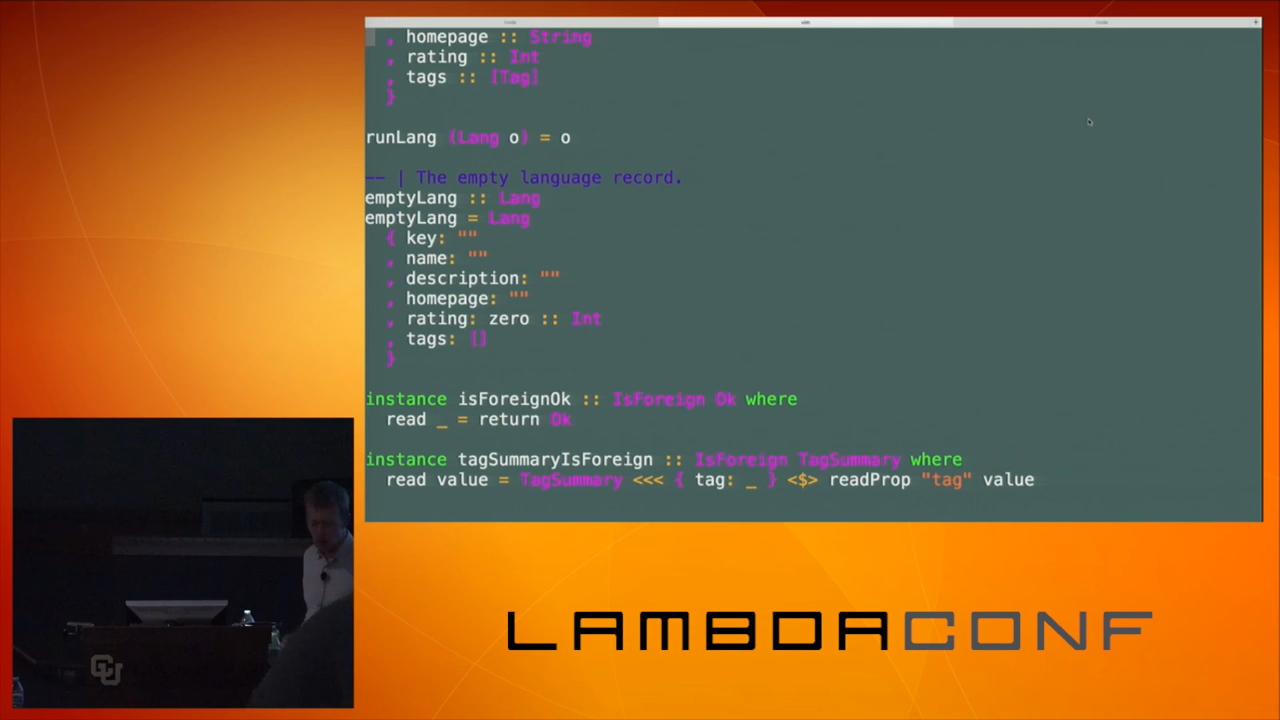 , homepage :: String
, rating :: Int
, tags :: [Tag]
}
runLang (Lang o) = o
-- | The empty language record.
emptyLang :: Lang
emptyLang = Lang
{ key: ""
, name: ""
, description: ""
, homepage: ""
, rating: zero :: Int
, tags: []
}
instance isForeignOk :: IsForeign Ok where
read _ = return Ok
instance tagSummaryIsForeign :: IsForeign TagSummary where
read value = TagSummary <<< { tag: _ } <$> readProp "tag" value
LAMBDACONF
CU